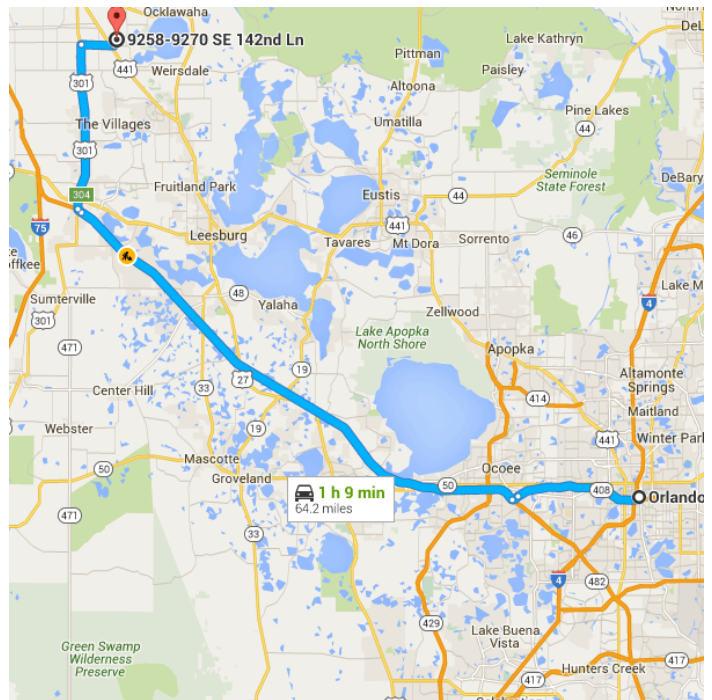 Ocklawaha
Lake Kathryn
9258-9270 SE 142nd Ln
Pittman
441
Weirsdale
Paisley
Altoona
301
Pine Lakes
44
Umatilla
The Villages
301
Seminole
State Forest
304
Fruitland Park
Eustis
44
DeBary
75
441
46
Leesburg
Tavares
Mt Dora
Sorrento
48
Sumterville
Yalaha
4
301
Zellwood
Lake Apopka
North Shore
471
19
Apopka
Center Hill
27
Altamonte
Springs
33
414
Maitland
Webster
19
441
Winter Park
50
Mascotte
Ocoee
Groveland
1 h 9 min
64.2 miles
50
408
Orlando
471
33
4
482
429
Lake Buena
Vista
Green Swamp
Wilderness
Preserve
Hunters Creek
417
417